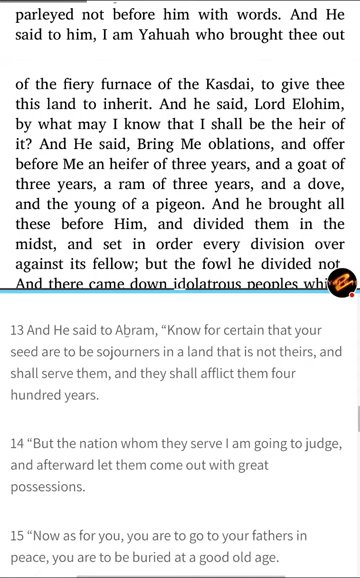 parleyed not before him with words. And He
said to him, I am Yahuah who brought thee out
of the fiery furnace of the Kasdai, to give thee
this land to inherit. And he said, Lord Elohim,
by what may I know that I shall be the heir of
it? And He said, Bring Me oblations, and offer
before Me an heifer of three years, and a goat of
three years, a ram of three years, and a dove,
and the young of a pigeon. And he brought all
these before Him, and divided them in the
midst, and set in order every division over
against its fellow; but the fowl he divided not.
And there came down idolatrous peoples whi
13 And He said to Aḇram, “Know for certain that your
seed are to be sojourners in a land that is not theirs, and
shall serve them, and they shall afflict them four
hundred years.
14 “But the nation whom they serve I am going to judge,
and afterward let them come out with great
possessions.
15 “Now as for you, you are to go to your fathers in
peace, you are to be buried at a good old age.